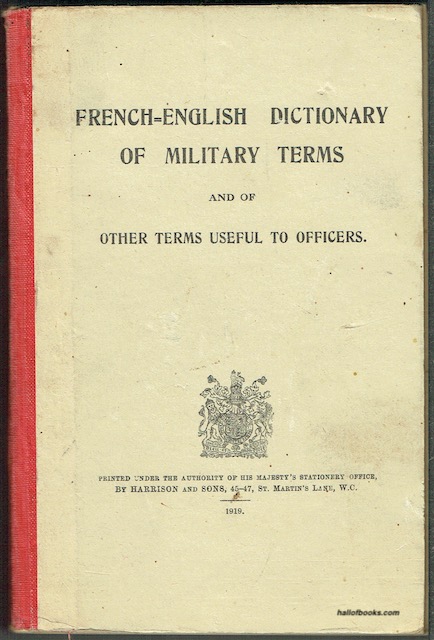 FRENCH=ENGLISH DICTIONARY
OF MILITARY TERMS
AND OF
OTHER TERMS USEFUL TO OFFICERS.
PRINTED UNDER THE AUTHORITY OF HIS MAJESTY'S STATIONERY OFFICE,
BY HARRISON AND SONS, 45-47, ST. MARTIN'S LANE, W.C.
1919.
hallofbooks.com